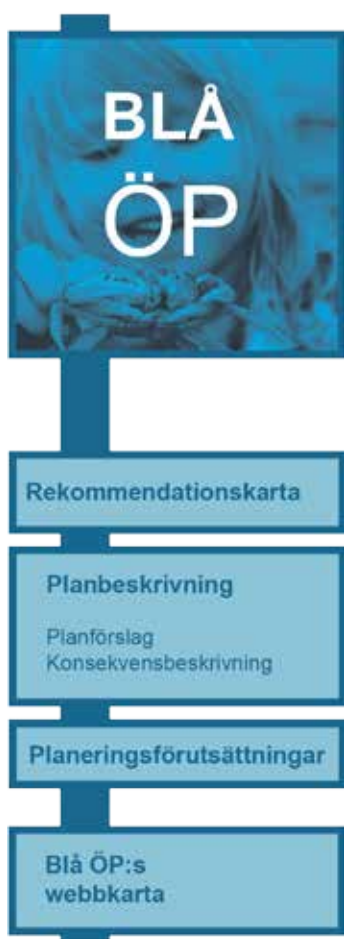 BLÅ
ÖP
Rekommendationskarta
Planbeskrivning
Planförslag
Konsekvensbeskrivning
Planeringsförutsättningar
Blå ÖP:s
webbkarta